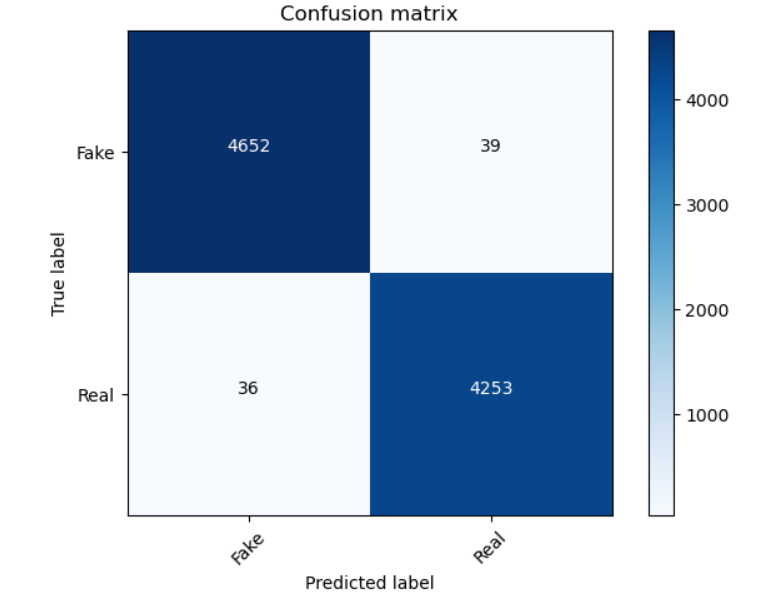 Confusion matrix
Fake
4652
39
4000
3000
True label
2000
Real
36
4253
1000
Fake
Real
Predicted label